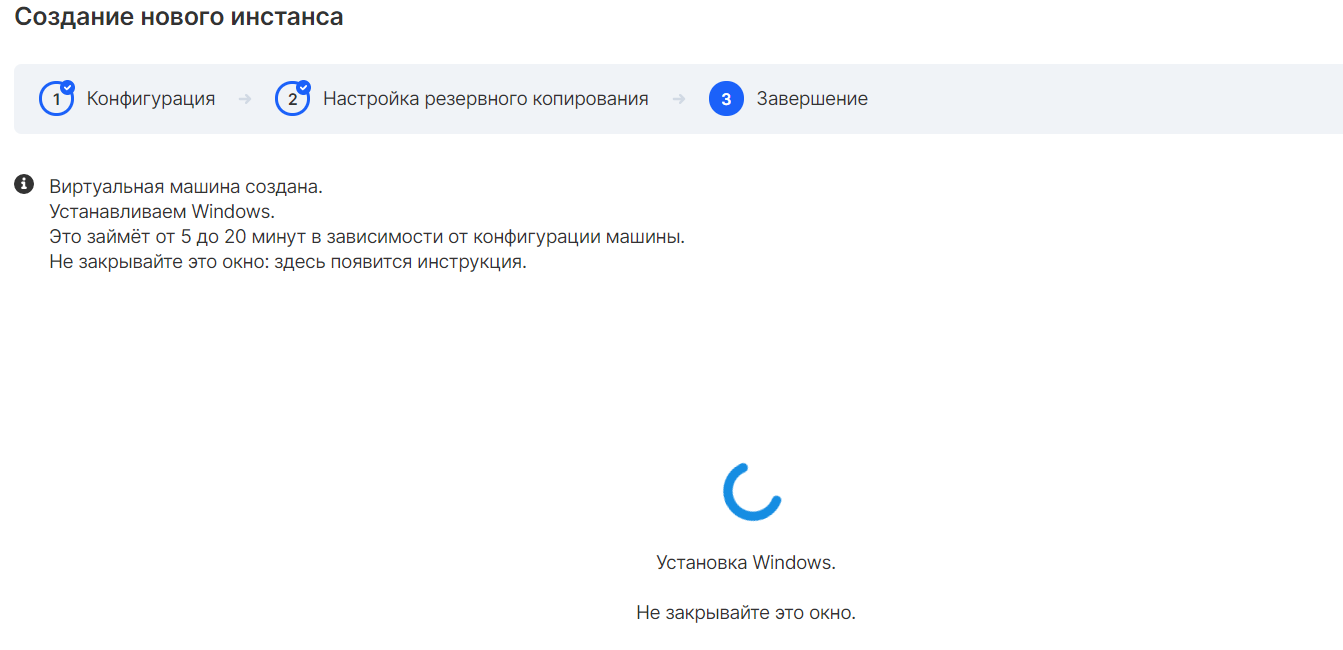 Создание нового инстанса
1 Конфигурация 2 Настройка резервного копирования 3 Завершение
Виртуальная машина создана.
Устанавливаем Windows.
Это займёт от 5 до 20 минут в зависимости от конфигурации машины.
Не закрывайте это окно: здесь появится инструкция.
Установка Windows.
Не закрывайте это окно.